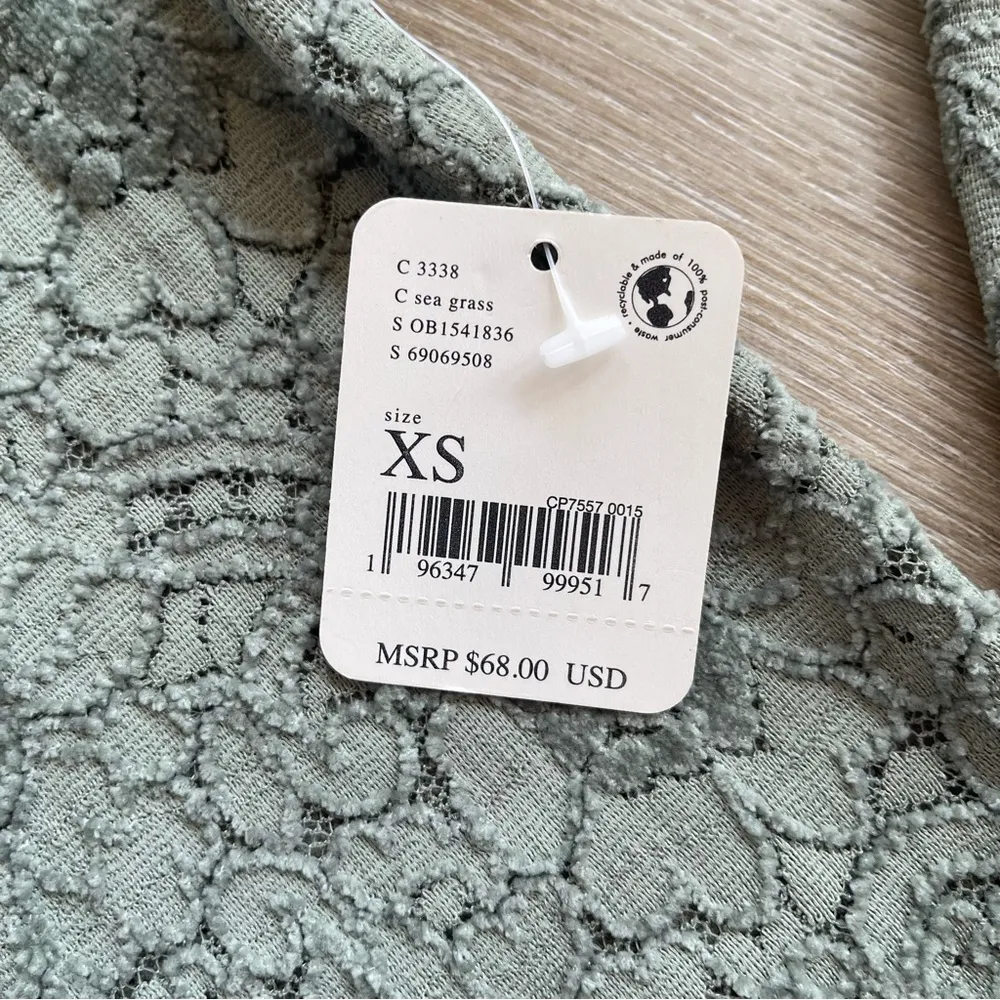 C 3338
C sea grass
S OB1541836
S 69069508
recyclable & made of 100% post-consumer waste
size
XS
CP7557 0015
1 96347 99951 7
MSRP $68.00 USD